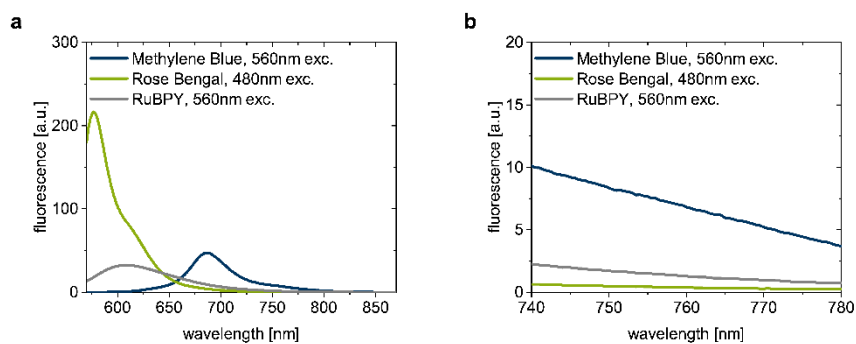 a
300
200
100
0
fluorescence [a.u.]
Methylene Blue, 560nm exc.
Rose Bengal, 480nm exc.
RuBPY, 560nm exc.
600 650 700 750 800 850
wavelength [nm]
b
20
15
10
5
0
fluorescence [a.u.]
Methylene Blue, 560nm exc.
Rose Bengal, 480nm exc.
RuBPY, 560nm exc.
740 750 760 770 780
wavelength [nm]